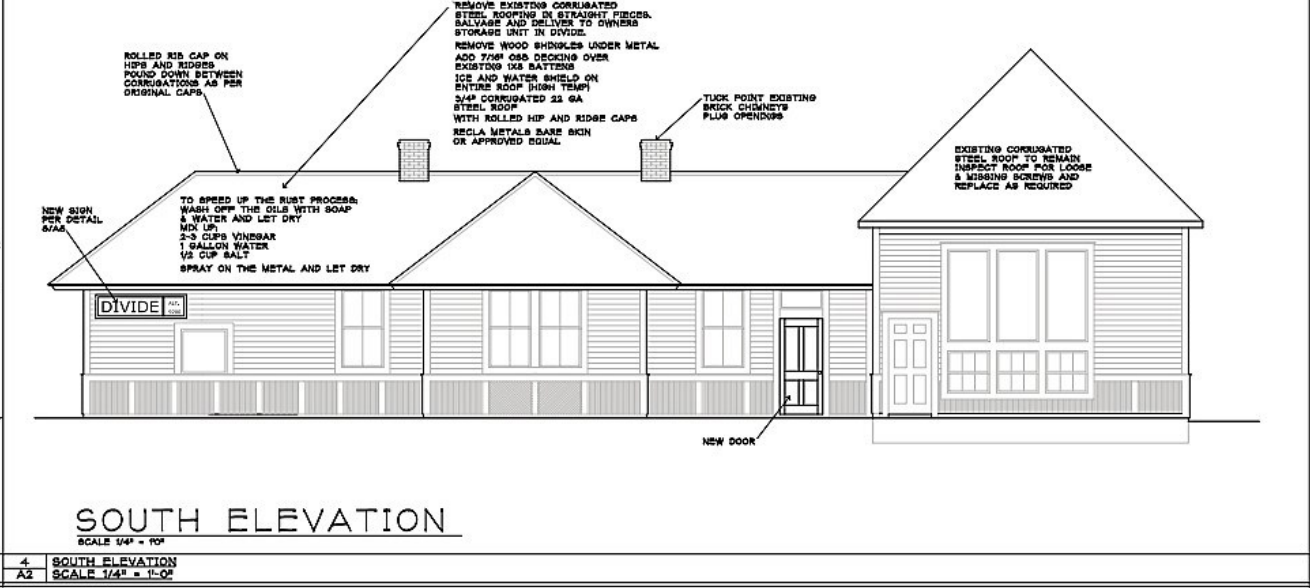 REMOVE EXISTING CORRUGATED
STEEL ROOFING IN STRAIGHT PIECES.
SALVAGE AND DELIVER TO OWNERS
STORAGE UNIT IN DIVIDE.
REMOVE WOOD SHINGLES UNDER METAL
ADD 7/16" OSB DECKING OVER
EXISTING 1X8 BATTENS
ICE AND WATER SHIELD ON
ENTIRE ROOF (HIGH TEMP)
3/4" CORRUGATED 22 GA
STEEL ROOF
WITH ROLLED HIP AND RIDGE CAPS
RECLA METALS BARE SKIN
OR APPROVED EQUAL
ROLLED RIB CAP ON
HIPS AND RIDGES
POUND DOWN BETWEEN
CORRUGATIONS AS PER
ORIGINAL CAPS
TUCK POINT EXISTING
BRICK CHIMNEYS
PLUG OPENINGS
EXISTING CORRUGATED
STEEL ROOF TO REMAIN
INSPECT ROOF FOR LOOSE
& MISSING SCREWS AND
REPLACE AS REQUIRED
TO SPEED UP THE RUST PROCESS:
WASH OFF THE OILS WITH SOAP
& WATER AND LET DRY
MIX UP:
2-3 CUPS VINEGAR
1 GALLON WATER
1/2 CUP SALT
SPRAY ON THE METAL AND LET DRY
NEW SIGN
PER DETAIL
DIVIDE
NEW DOOR
SOUTH ELEVATION
SCALE 1/4" = 1'0"
4 SOUTH ELEVATION
A2 SCALE 1/4" = 1'-0"